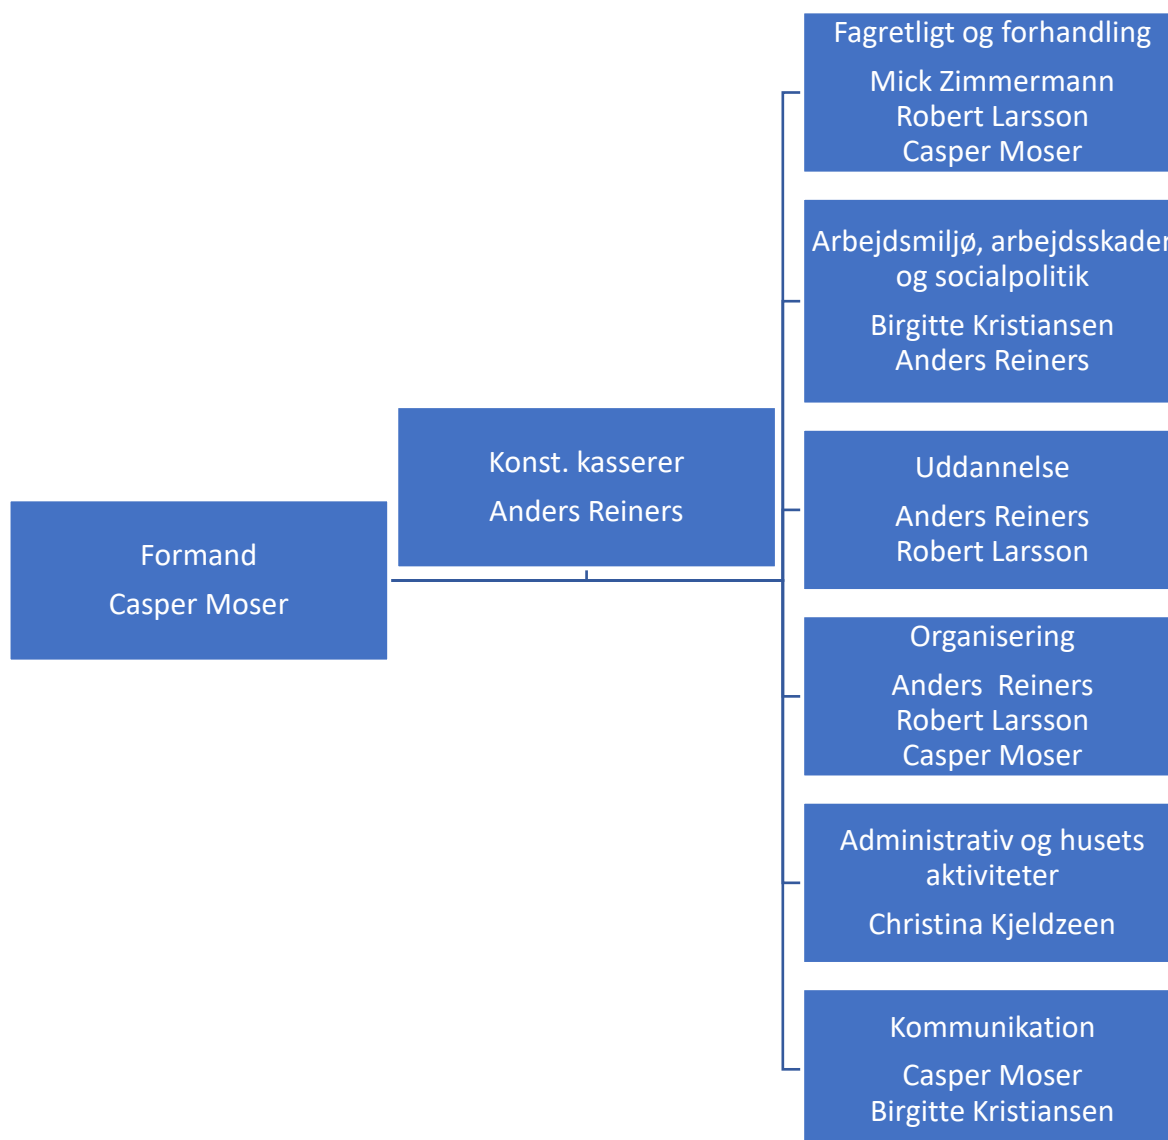 Formand
Casper Moser
Konst. kasserer
Anders Reiners
Fagretligt og forhandling
Mick Zimmermann
Robert Larsson
Casper Moser
Arbejdsmiljø, arbejdsskader
og socialpolitik
Birgitte Kristiansen
Anders Reiners
Uddannelse
Anders Reiners
Robert Larsson
Organisering
Anders  Reiners
Robert Larsson
Casper Moser
Administrativ og husets
aktiviteter
Christina Kjeldzeen
Kommunikation
Casper Moser
Birgitte Kristiansen